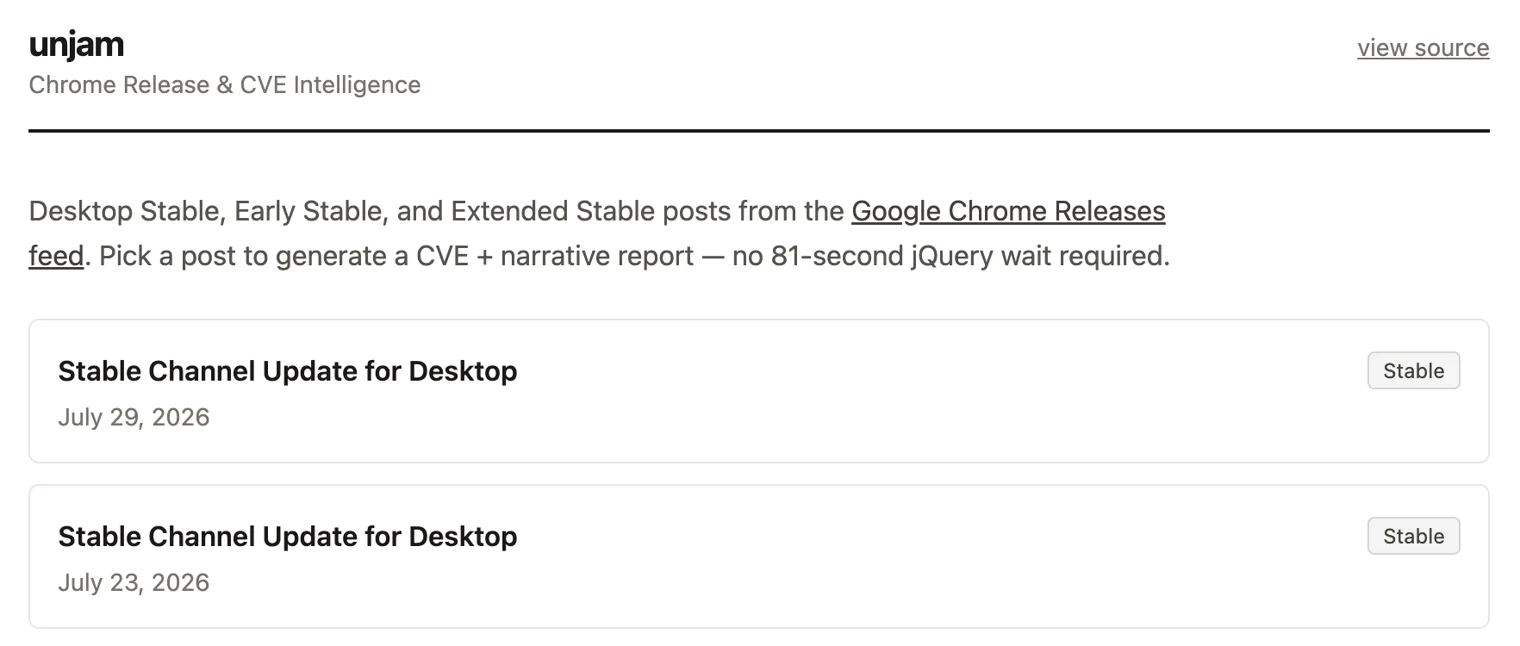 unjam
view source
Chrome Release & CVE Intelligence
Desktop Stable, Early Stable, and Extended Stable posts from the Google Chrome Releases
feed. Pick a post to generate a CVE + narrative report — no 81-second jQuery wait required.
Stable Channel Update for Desktop
Stable
July 29, 2026
Stable Channel Update for Desktop
Stable
July 23, 2026